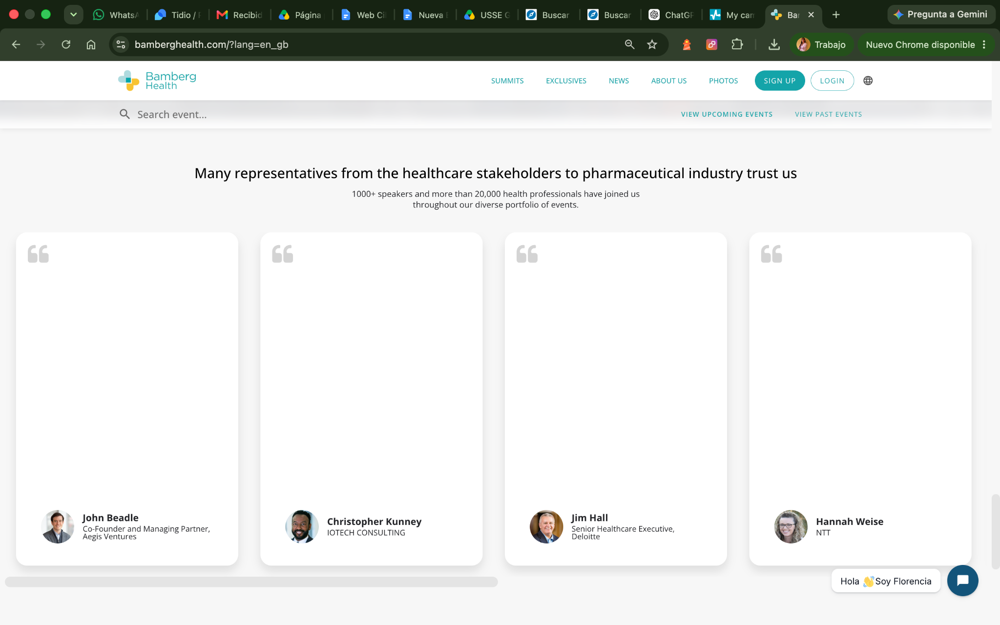 WhatsA
Tidio / P
Recibid
Página
Web Ci
Nueva
USSE G
Buscar
Buscar
ChatGP
My cam
Ba
Pregunta a Gemini
bamberghealth.com/?lang=en_gb
Trabajo
Nuevo Chrome disponible
Bamberg
Health
SUMMITS
EXCLUSIVES
NEWS
ABOUT US
PHOTOS
SIGN UP
LOGIN
Search event...
VIEW UPCOMING EVENTS
VIEW PAST EVENTS
Many representatives from the healthcare stakeholders to pharmaceutical industry trust us
1000+ speakers and more than 20,000 health professionals have joined us
throughout our diverse portfolio of events.
John Beadle
Co-Founder and Managing Partner,
Aegis Ventures
Christopher Kunney
IOTECH CONSULTING
Jim Hall
Senior Healthcare Executive,
Deloitte
Hannah Weise
NTT
Hola 👋Soy Florencia